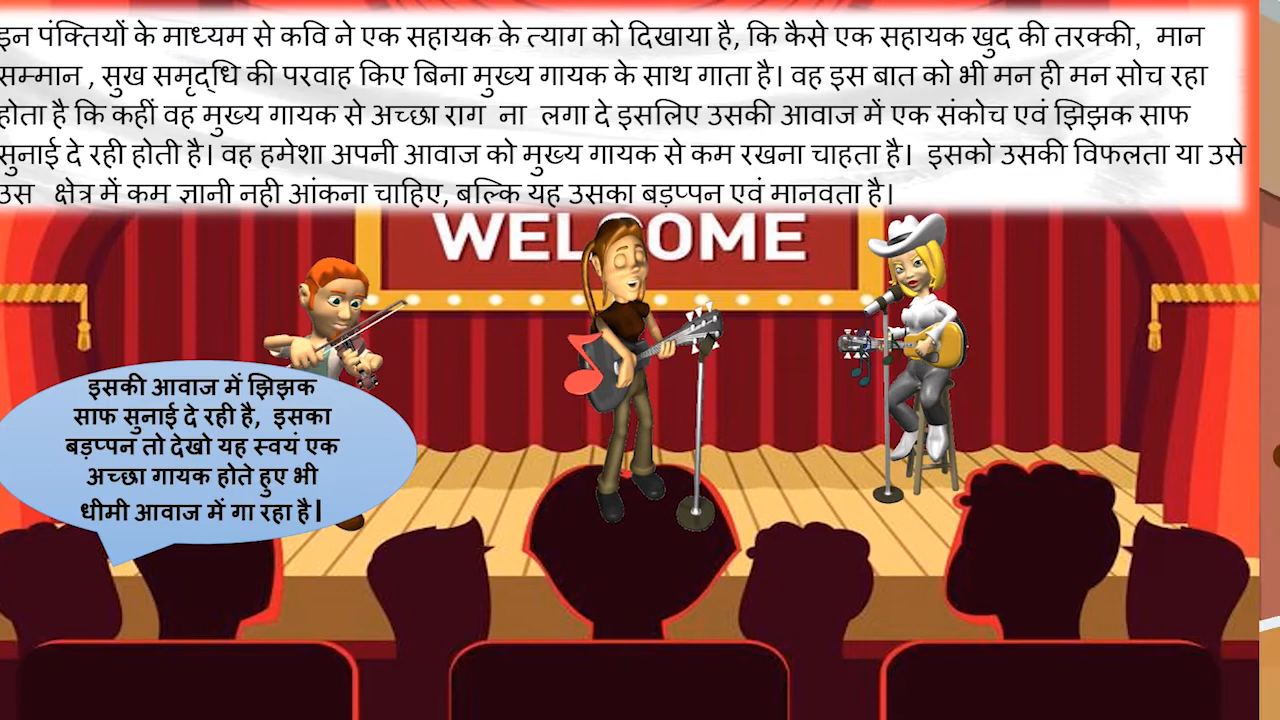 इन पंक्तियों के माध्यम से कवि ने एक सहायक के त्याग को दिखाया है, कि कैसे एक सहायक खुद की तरक्की, मान
सम्मान , सुख समृद्धि की परवाह किए बिना मुख्य गायक के साथ गाता है। वह इस बात को भी मन ही मन सोच रहा
होता है कि कहीं वह मुख्य गायक से अच्छा राग ना लगा दे इसलिए उसकी आवाज में एक संकोच एवं झिझक साफ
सुनाई दे रही होती है। वह हमेशा अपनी आवाज को मुख्य गायक से कम रखना चाहता है। इसको उसकी विफलता या उसे
उस क्षेत्र में कम ज्ञानी नही आंकना चाहिए, बल्कि यह उसका बड़प्पन एवं मानवता है।
WELCOME
इसकी आवाज में झिझक
साफ सुनाई दे रही है, इसका
बड़प्पन तो देखो यह स्वयं एक
अच्छा गायक होते हुए भी
धीमी आवाज में गा रहा है|